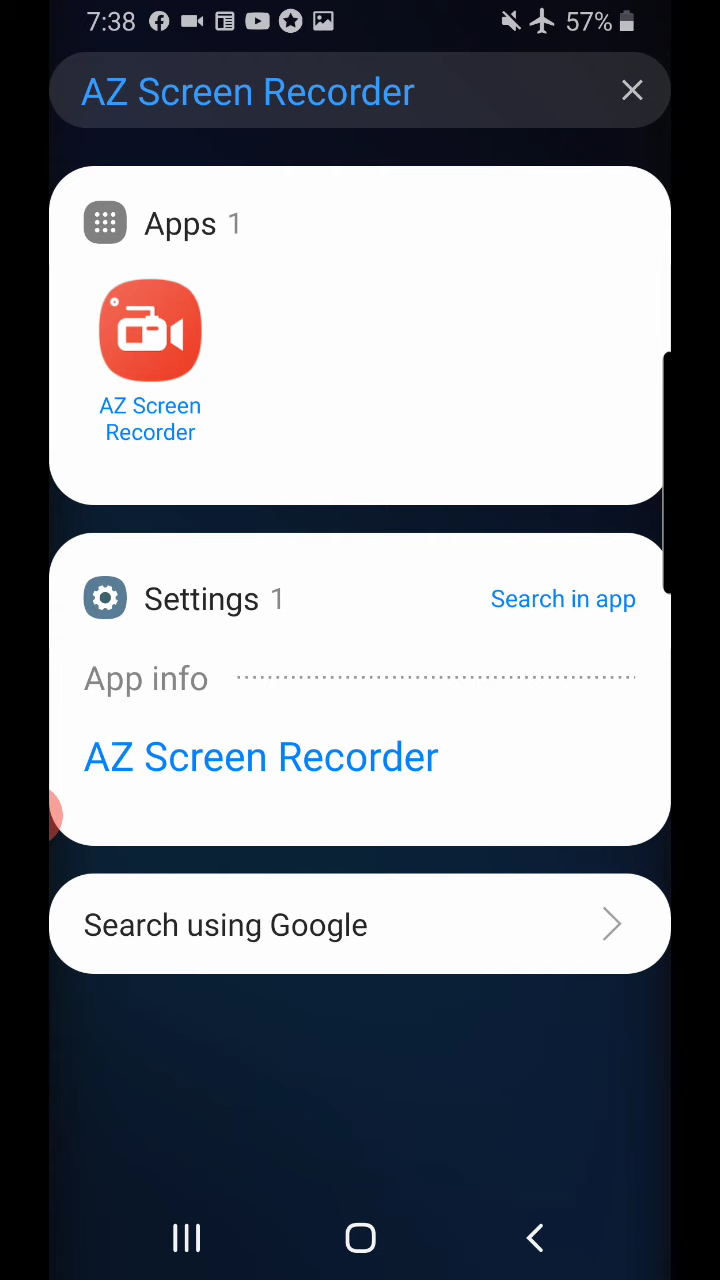 7:38
57%
AZ Screen Recorder
Apps 1
AZ Screen
Recorder
Settings 1
Search in app
App info
AZ Screen Recorder
Search using Google